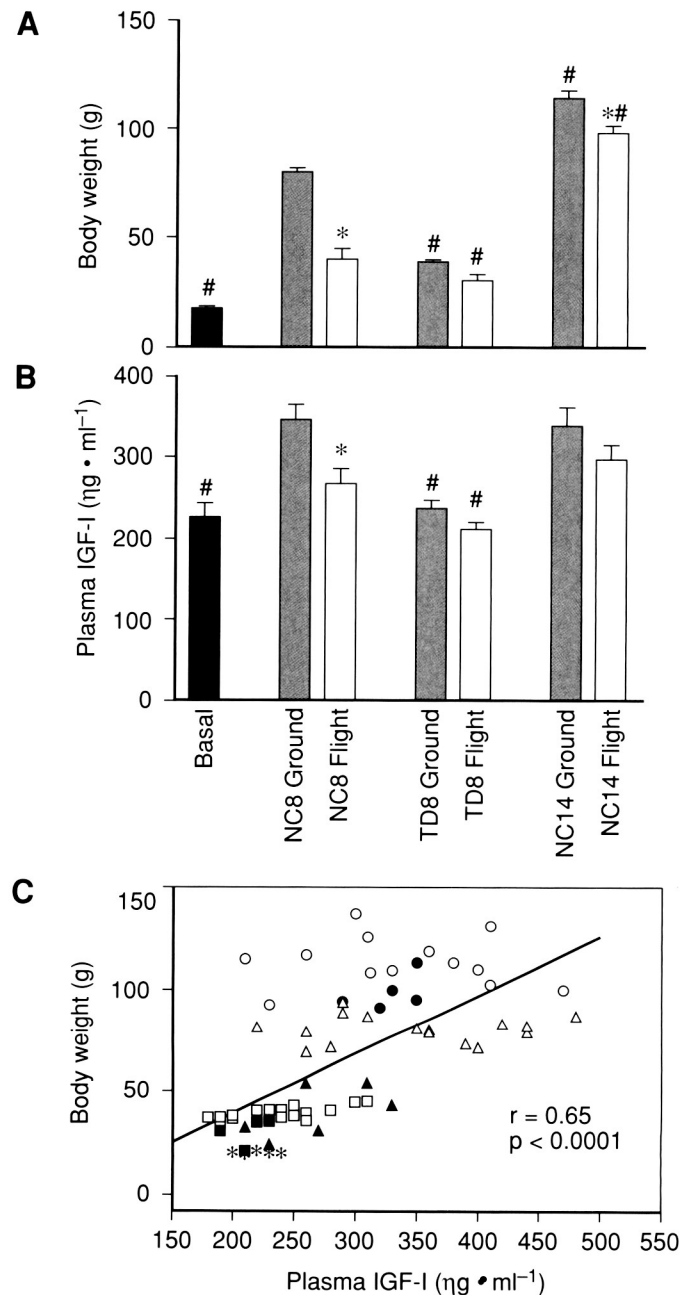 A
150
100
50
0
Body weight (g)
#
*
#
#
#
*#
B
400
300
200
100
0
Plasma IGF-I (ηg • ml⁻¹)
#
*
#
#
Basal
NC8 Ground
NC8 Flight
TD8 Ground
TD8 Flight
NC14 Ground
NC14 Flight
C
150
100
50
0
Body weight (g)
r = 0.65
p < 0.0001
150 200 250 300 350 400 450 500 550
Plasma IGF-I (ηg • ml⁻¹)